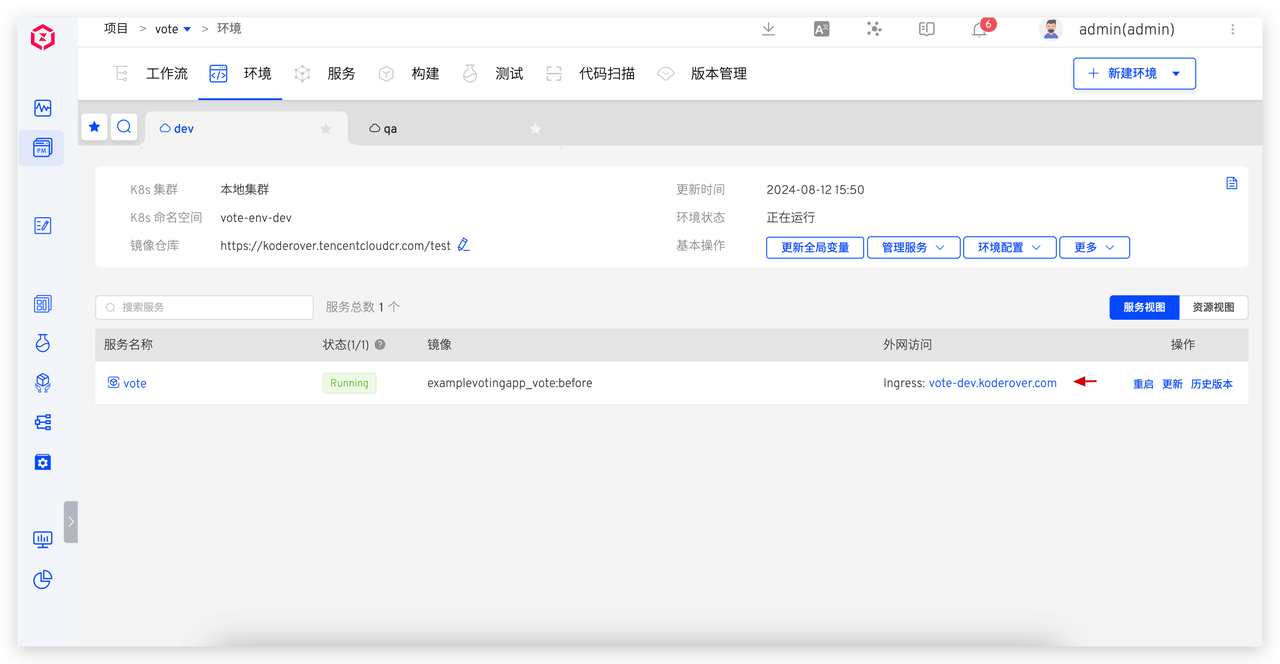 项目 > vote > 环境
6
admin(admin)
工作流 环境 服务 构建 测试 代码扫描 版本管理
新建环境
dev
qa
K8s 集群 本地集群
更新时间 2024-08-12 15:50
K8s 命名空间 vote-env-dev
环境状态 正在运行
镜像仓库 https://koderover.tencentcloudcr.com/test
基本操作 更新全局变量 管理服务 环境配置 更多
搜索服务
服务总数 1 个
服务视图 资源视图
服务名称 状态(1/1) ? 镜像 外网访问 操作
vote Running examplevotingapp_vote:before Ingress: vote-dev.koderover.com 重启 更新 历史版本
PM
A